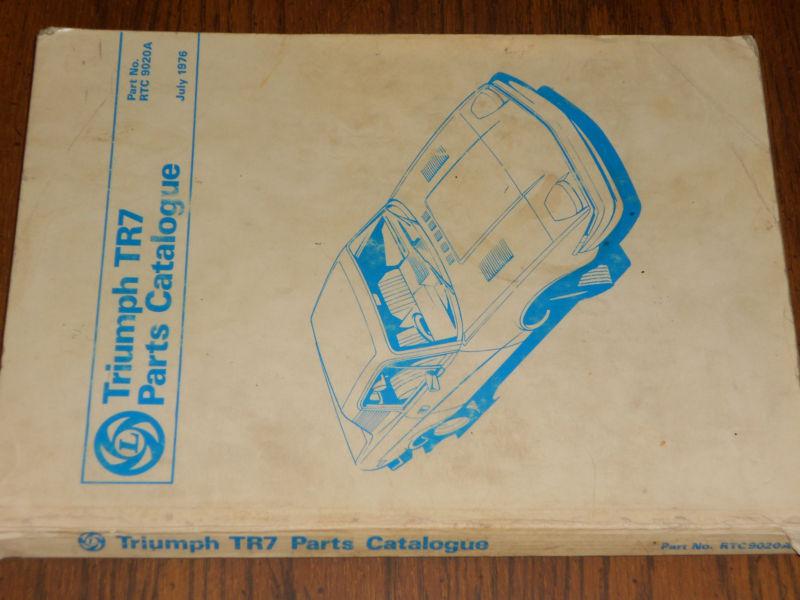 L
Triumph TR7
Parts Catalogue
Part No.
RTC 9020A
July 1976
L Triumph TR7 Parts Catalogue Part No. RTC9020A